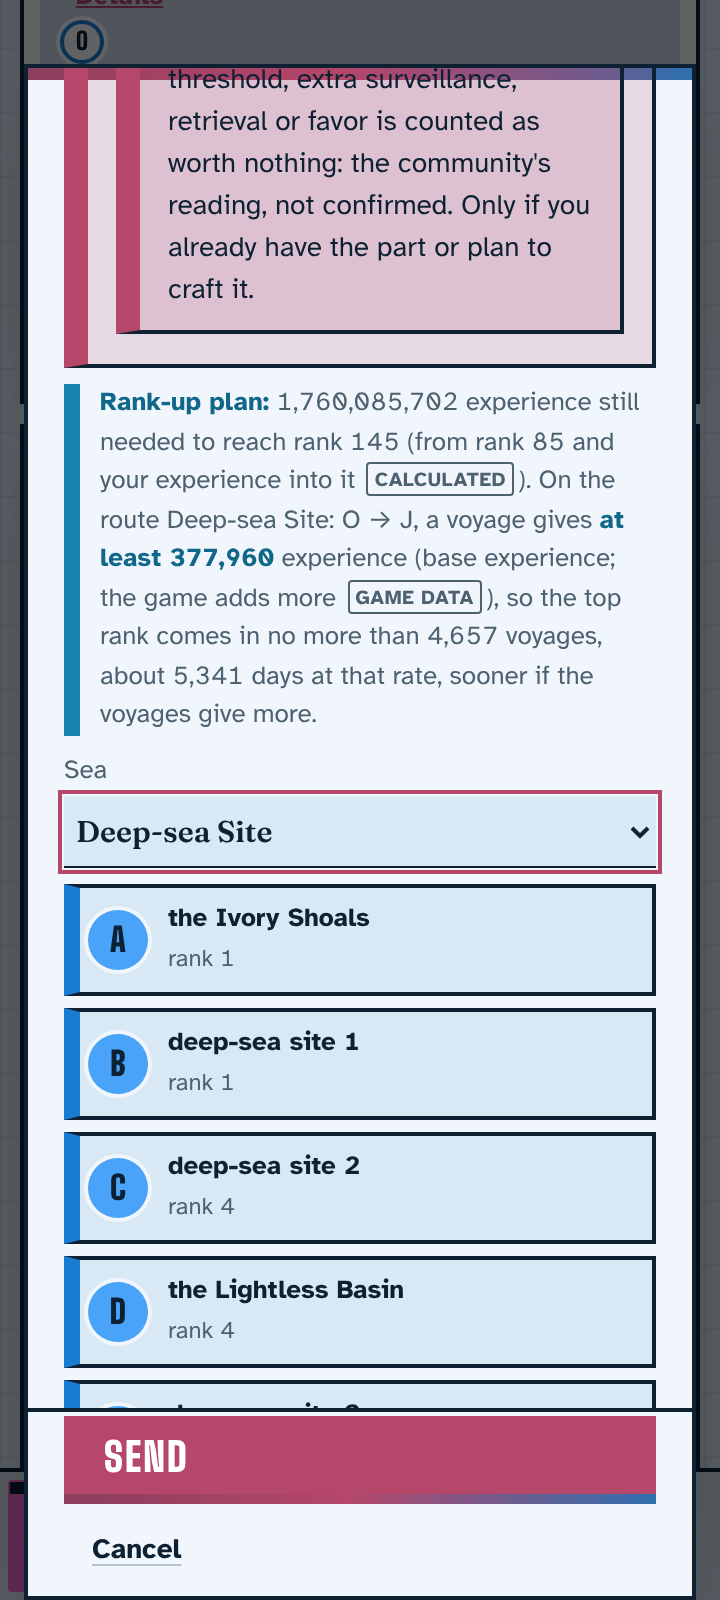 Details
0
threshold, extra surveillance,
retrieval or favor is counted as
worth nothing: the community's
reading, not confirmed. Only if you
already have the part or plan to
craft it.
Rank-up plan: 1,760,085,702 experience still
needed to reach rank 145 (from rank 85 and
your experience into it CALCULATED ). On the
route Deep-sea Site: O → J, a voyage gives at
least 377,960 experience (base experience;
the game adds more GAME DATA ), so the top
rank comes in no more than 4,657 voyages,
about 5,341 days at that rate, sooner if the
voyages give more.
Sea
Deep-sea Site
A
the Ivory Shoals
rank 1
B
deep-sea site 1
rank 1
C
deep-sea site 2
rank 4
D
the Lightless Basin
rank 4
SEND
Cancel